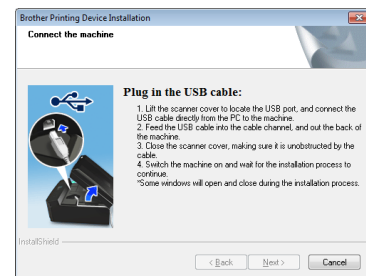 Brother Printing Device Installation
Connect the machine
Plug in the USB cable:
1. Lift the scanner cover to locate the USB port, and connect the
USB cable directly from the PC to the machine.
2. Feed the USB cable into the cable channel, and out the back of
the machine.
3. Close the scanner cover, making sure it is unobstructed by the
cable.
4. Switch the machine on and wait for the installation process to
continue.
*Some windows will open and close during the installation process.
InstallShield
< Back
Next >
Cancel